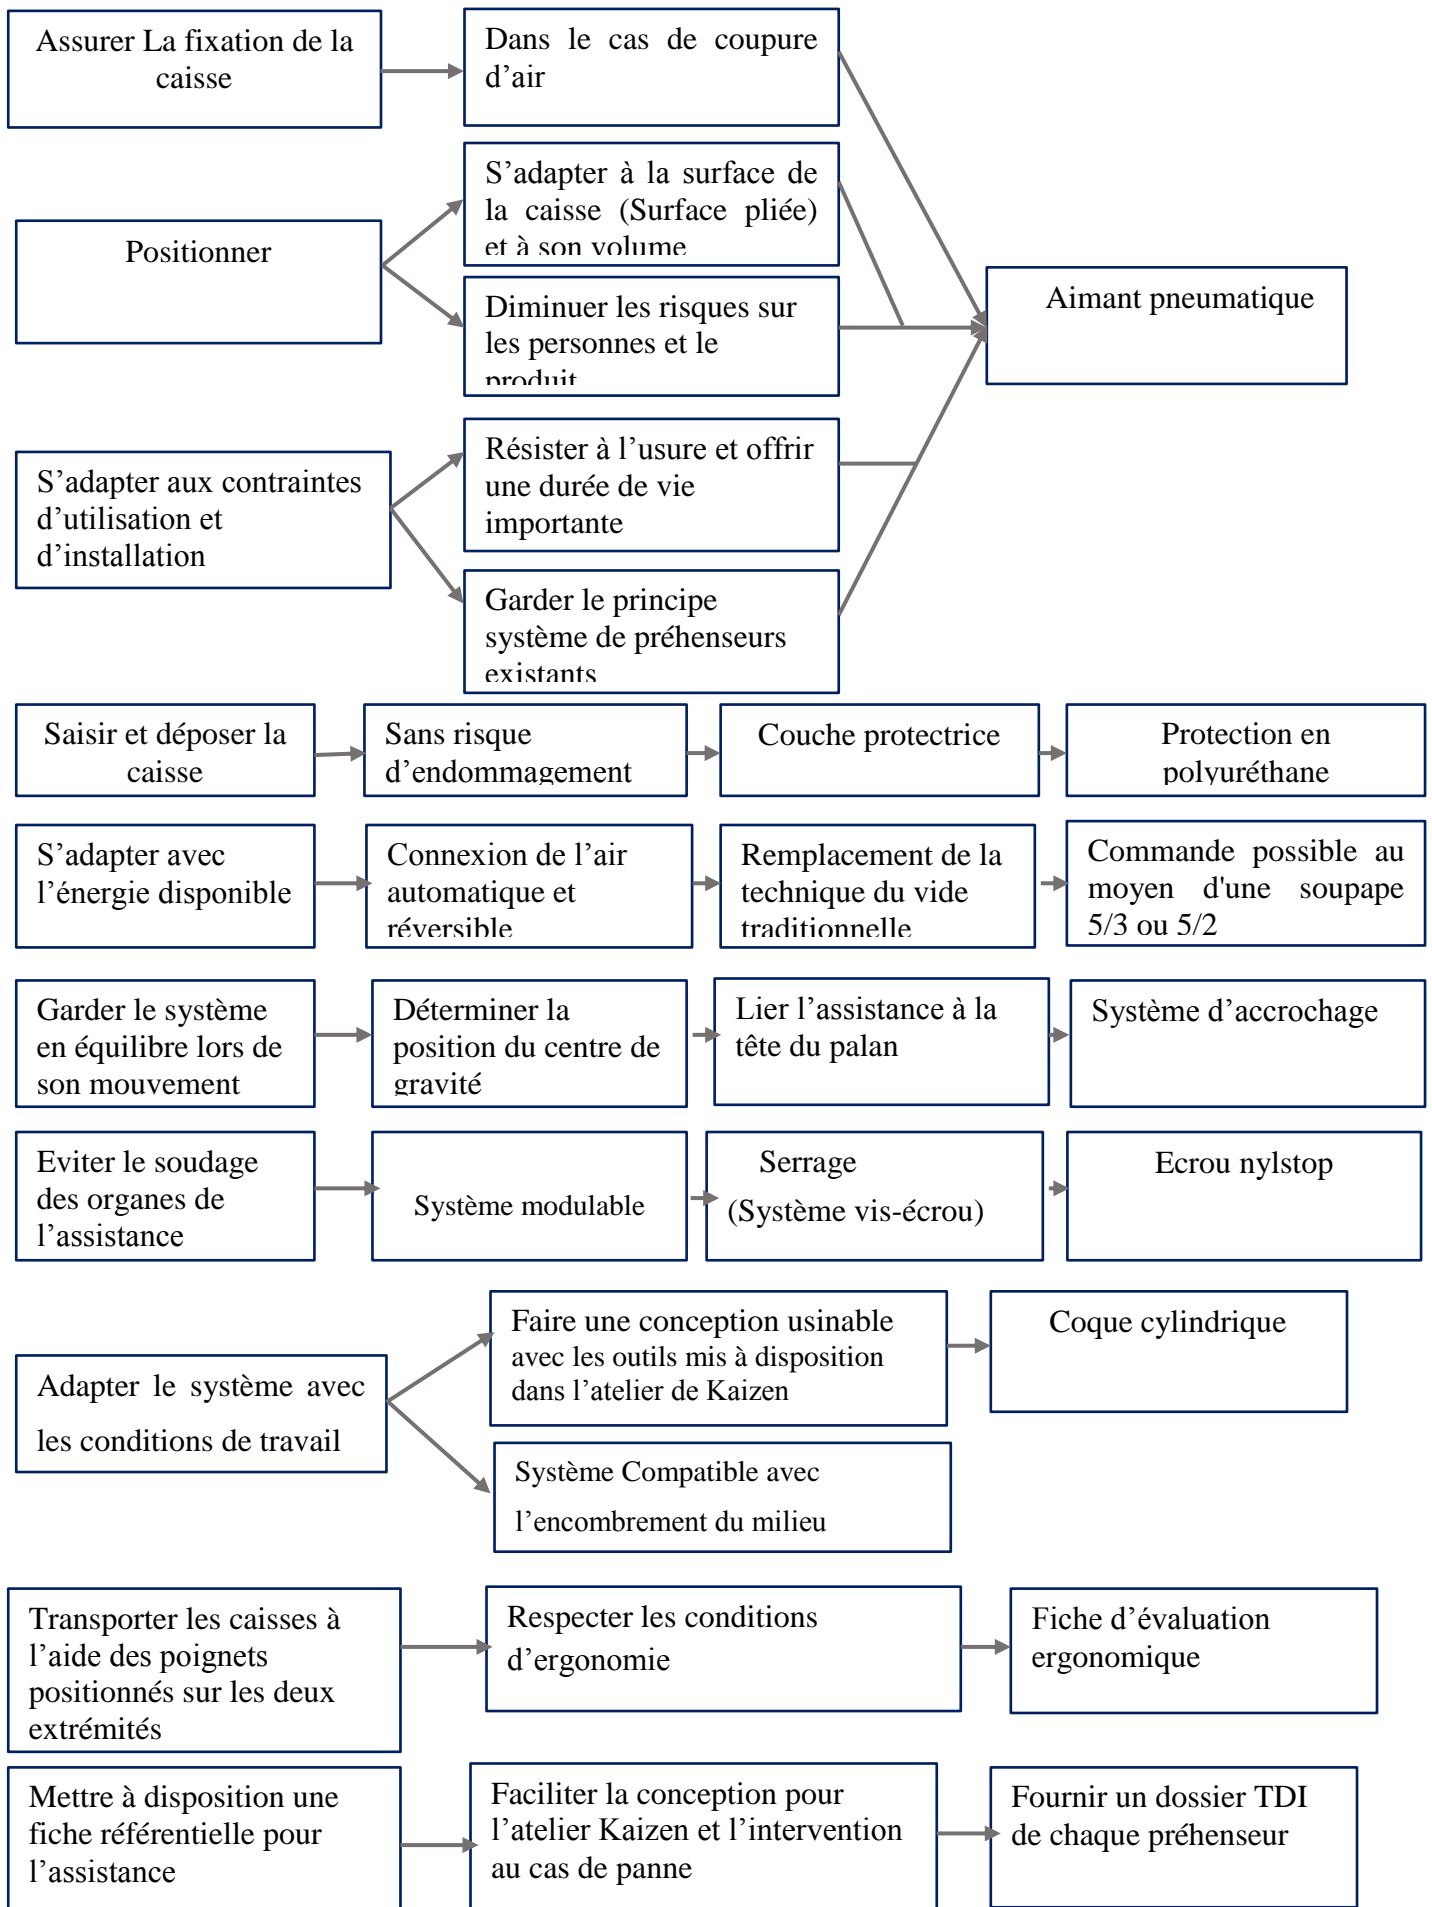 Assurer La fixation de la
caisse
Dans le cas de coupure
d’air
S’adapter à la surface de
la caisse (Surface pliée)
et à son volume
Positionner
Diminuer les risques sur
les personnes et le
produit
Aimant pneumatique
S’adapter aux contraintes
d’utilisation et
d’installation
Résister à l’usure et offrir
une durée de vie
importante
Garder le principe
système de préhenseurs
existants
Saisir et déposer la
caisse
Sans risque
d’endommagement
Couche protectrice
Protection en
polyuréthane
S’adapter avec
l’énergie disponible
Connexion de l’air
automatique et
réversible
Remplacement de la
technique du vide
traditionnelle
Commande possible au
moyen d'une soupape
5/3 ou 5/2
Garder le système
en équilibre lors de
son mouvement
Déterminer la
position du centre de
gravité
Lier l’assistance à la
tête du palan
Système d’accrochage
Eviter le soudage
des organes de
l’assistance
Système modulable
Serrage
(Système vis-écrou)
Ecrou nylstop
Adapter le système avec
les conditions de travail
Faire une conception usinable
avec les outils mis à disposition
dans l’atelier de Kaizen
Coque cylindrique
Système Compatible avec
l’encombrement du milieu
Transporter les caisses à
l’aide des poignets
positionnés sur les deux
extrémités
Respecter les conditions
d’ergonomie
Fiche d’évaluation
ergonomique
Mettre à disposition une
fiche référentielle pour
l’assistance
Faciliter la conception pour
l’atelier Kaizen et l’intervention
au cas de panne
Fournir un dossier TDI
de chaque préhenseur